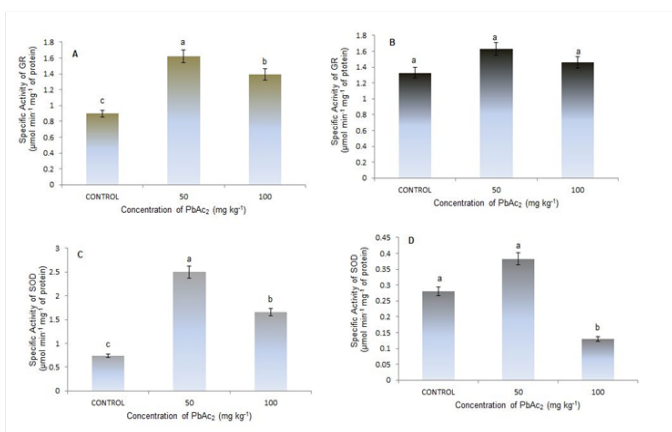 A
Specific Activity of GR
(µmol min⁻¹ mg⁻¹ of protein)
1.8
1.6
1.4
1.2
1
0.8
0.6
0.4
0.2
0
c
a
b
CONTROL 50 100
Concentration of PbAc₂ (mg kg⁻¹)
B
Specific Activity of GR
(µmol min⁻¹ mg⁻¹ of ptotein)
1.8
1.6
1.4
1.2
1
0.8
0.6
0.4
0.2
0
a
a
a
CONTROL 50 100
Concentration of PbAc₂ (mg kg⁻¹)
C
Specific Activity of SOD
(µmol min⁻¹ mg⁻¹ of protein)
3
2.5
2
1.5
1
0.5
0
c
a
b
CONTROL 50 100
Concentration of PbAc₂ (mg kg⁻¹)
D
Specific Activity of SOD
(µmol min⁻¹ mg⁻¹ of protein)
0.45
0.4
0.35
0.3
0.25
0.2
0.15
0.1
0.05
0
a
a
b
CONTROL 50 100
Concentration of PbAc₂ (mg kg⁻¹)